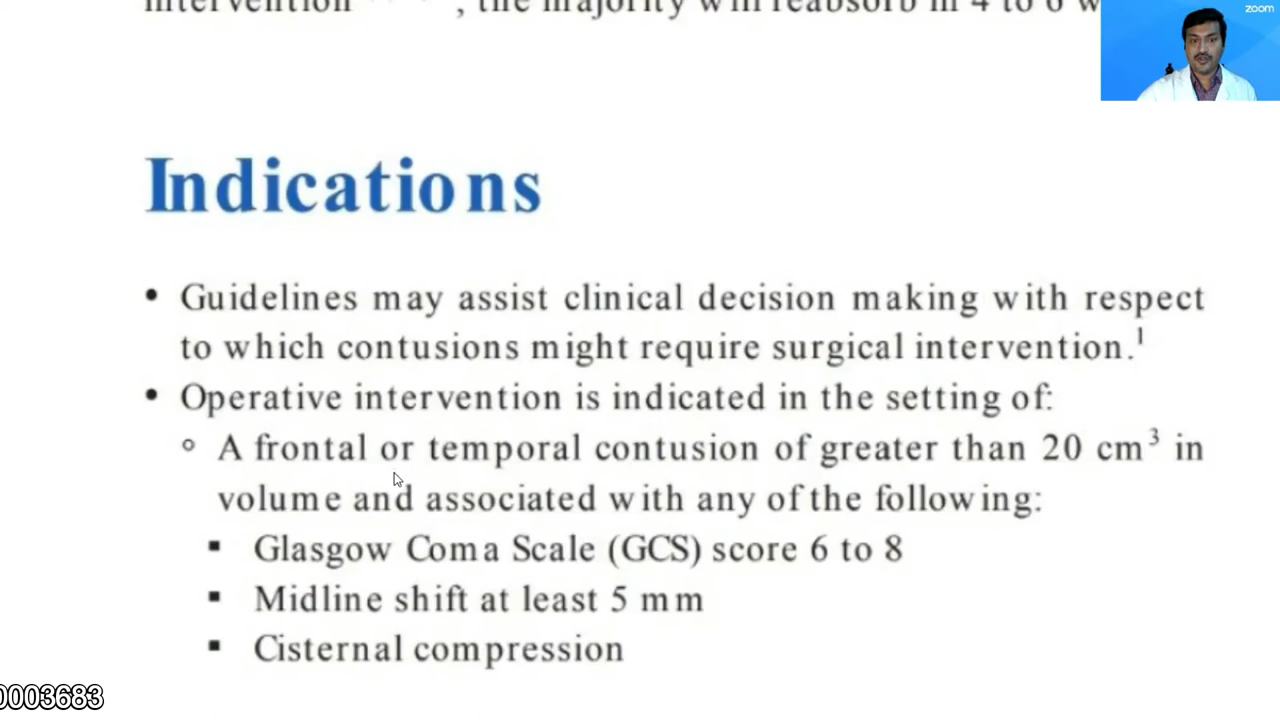 , the majority will reabsorb in 4 to 6 w
zoom
Indications
• Guidelines may assist clinical decision making with respect
to which contusions might require surgical intervention.1
• Operative intervention is indicated in the setting of:
○ A frontal or temporal contusion of greater than 20 cm3 in
volume and associated with any of the following:
▪ Glasgow Coma Scale (GCS) score 6 to 8
▪ Midline shift at least 5 mm
▪ Cisternal compression
0003683